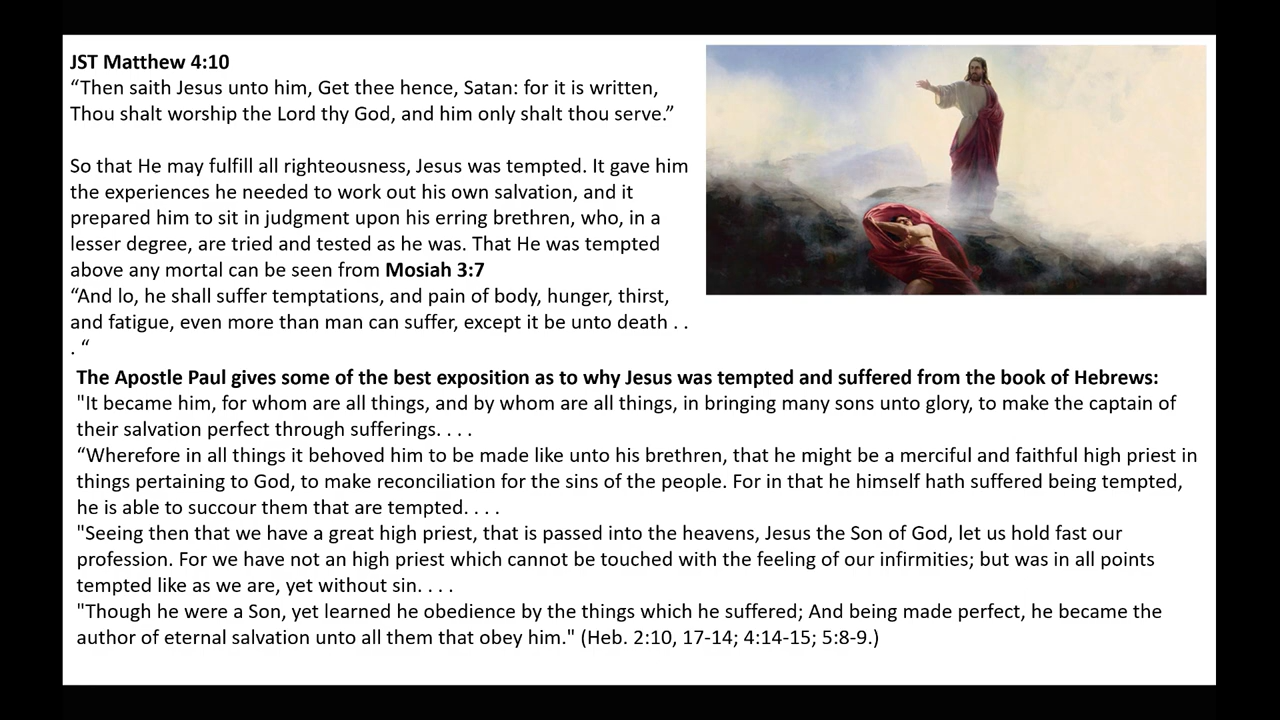 JST Matthew 4:10
“Then saith Jesus unto him, Get thee hence, Satan: for it is written,
Thou shalt worship the Lord thy God, and him only shalt thou serve.”
So that He may fulfill all righteousness, Jesus was tempted. It gave him
the experiences he needed to work out his own salvation, and it
prepared him to sit in judgment upon his erring brethren, who, in a
lesser degree, are tried and tested as he was. That He was tempted
above any mortal can be seen from Mosiah 3:7
“And lo, he shall suffer temptations, and pain of body, hunger, thirst,
and fatigue, even more than man can suffer, except it be unto death . .
. “
The Apostle Paul gives some of the best exposition as to why Jesus was tempted and suffered from the book of Hebrews:
"It became him, for whom are all things, and by whom are all things, in bringing many sons unto glory, to make the captain of
their salvation perfect through sufferings. . . .
“Wherefore in all things it behoved him to be made like unto his brethren, that he might be a merciful and faithful high priest in
things pertaining to God, to make reconciliation for the sins of the people. For in that he himself hath suffered being tempted,
he is able to succour them that are tempted. . . .
"Seeing then that we have a great high priest, that is passed into the heavens, Jesus the Son of God, let us hold fast our
profession. For we have not an high priest which cannot be touched with the feeling of our infirmities; but was in all points
tempted like as we are, yet without sin. . . .
"Though he were a Son, yet learned he obedience by the things which he suffered; And being made perfect, he became the
author of eternal salvation unto all them that obey him." (Heb. 2:10, 17-14; 4:14-15; 5:8-9.)